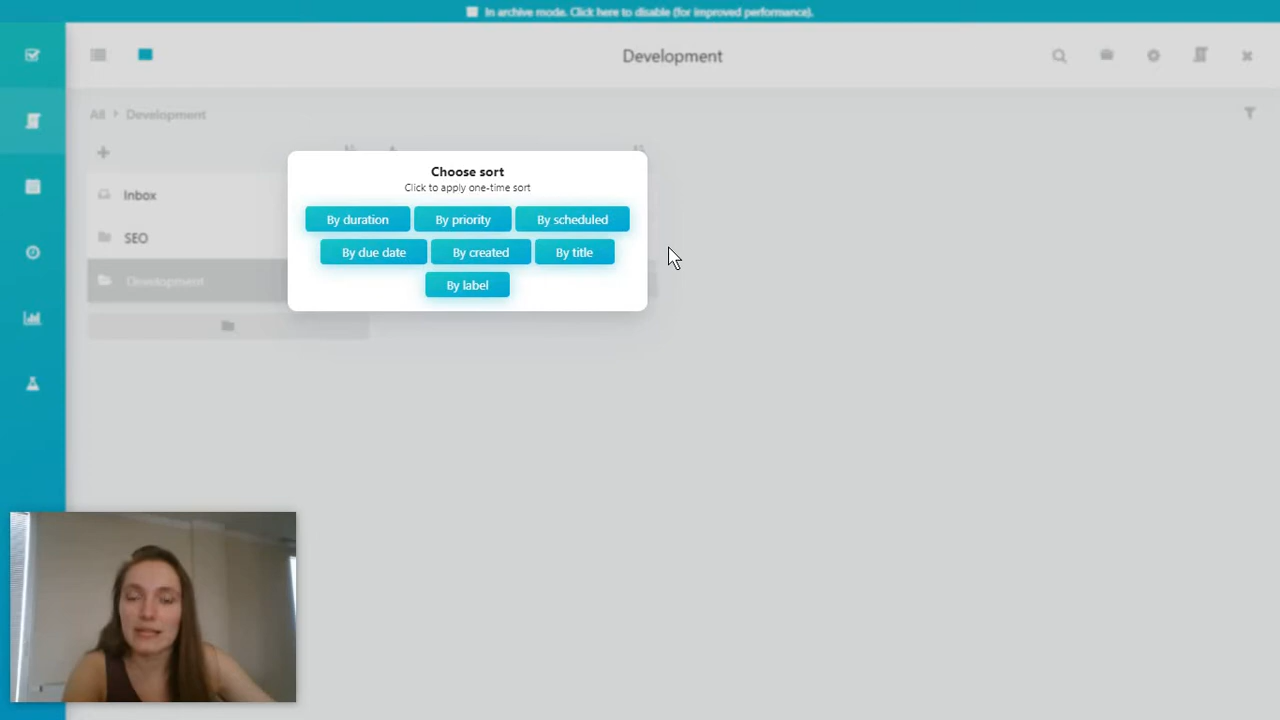 In archive mode. Click here to disable (for improved performance).
Development
All Development
Choose sort
Click to apply one-time sort
Inbox
By duration By priority By scheduled
SEO
By due date By created By title
Development
By label